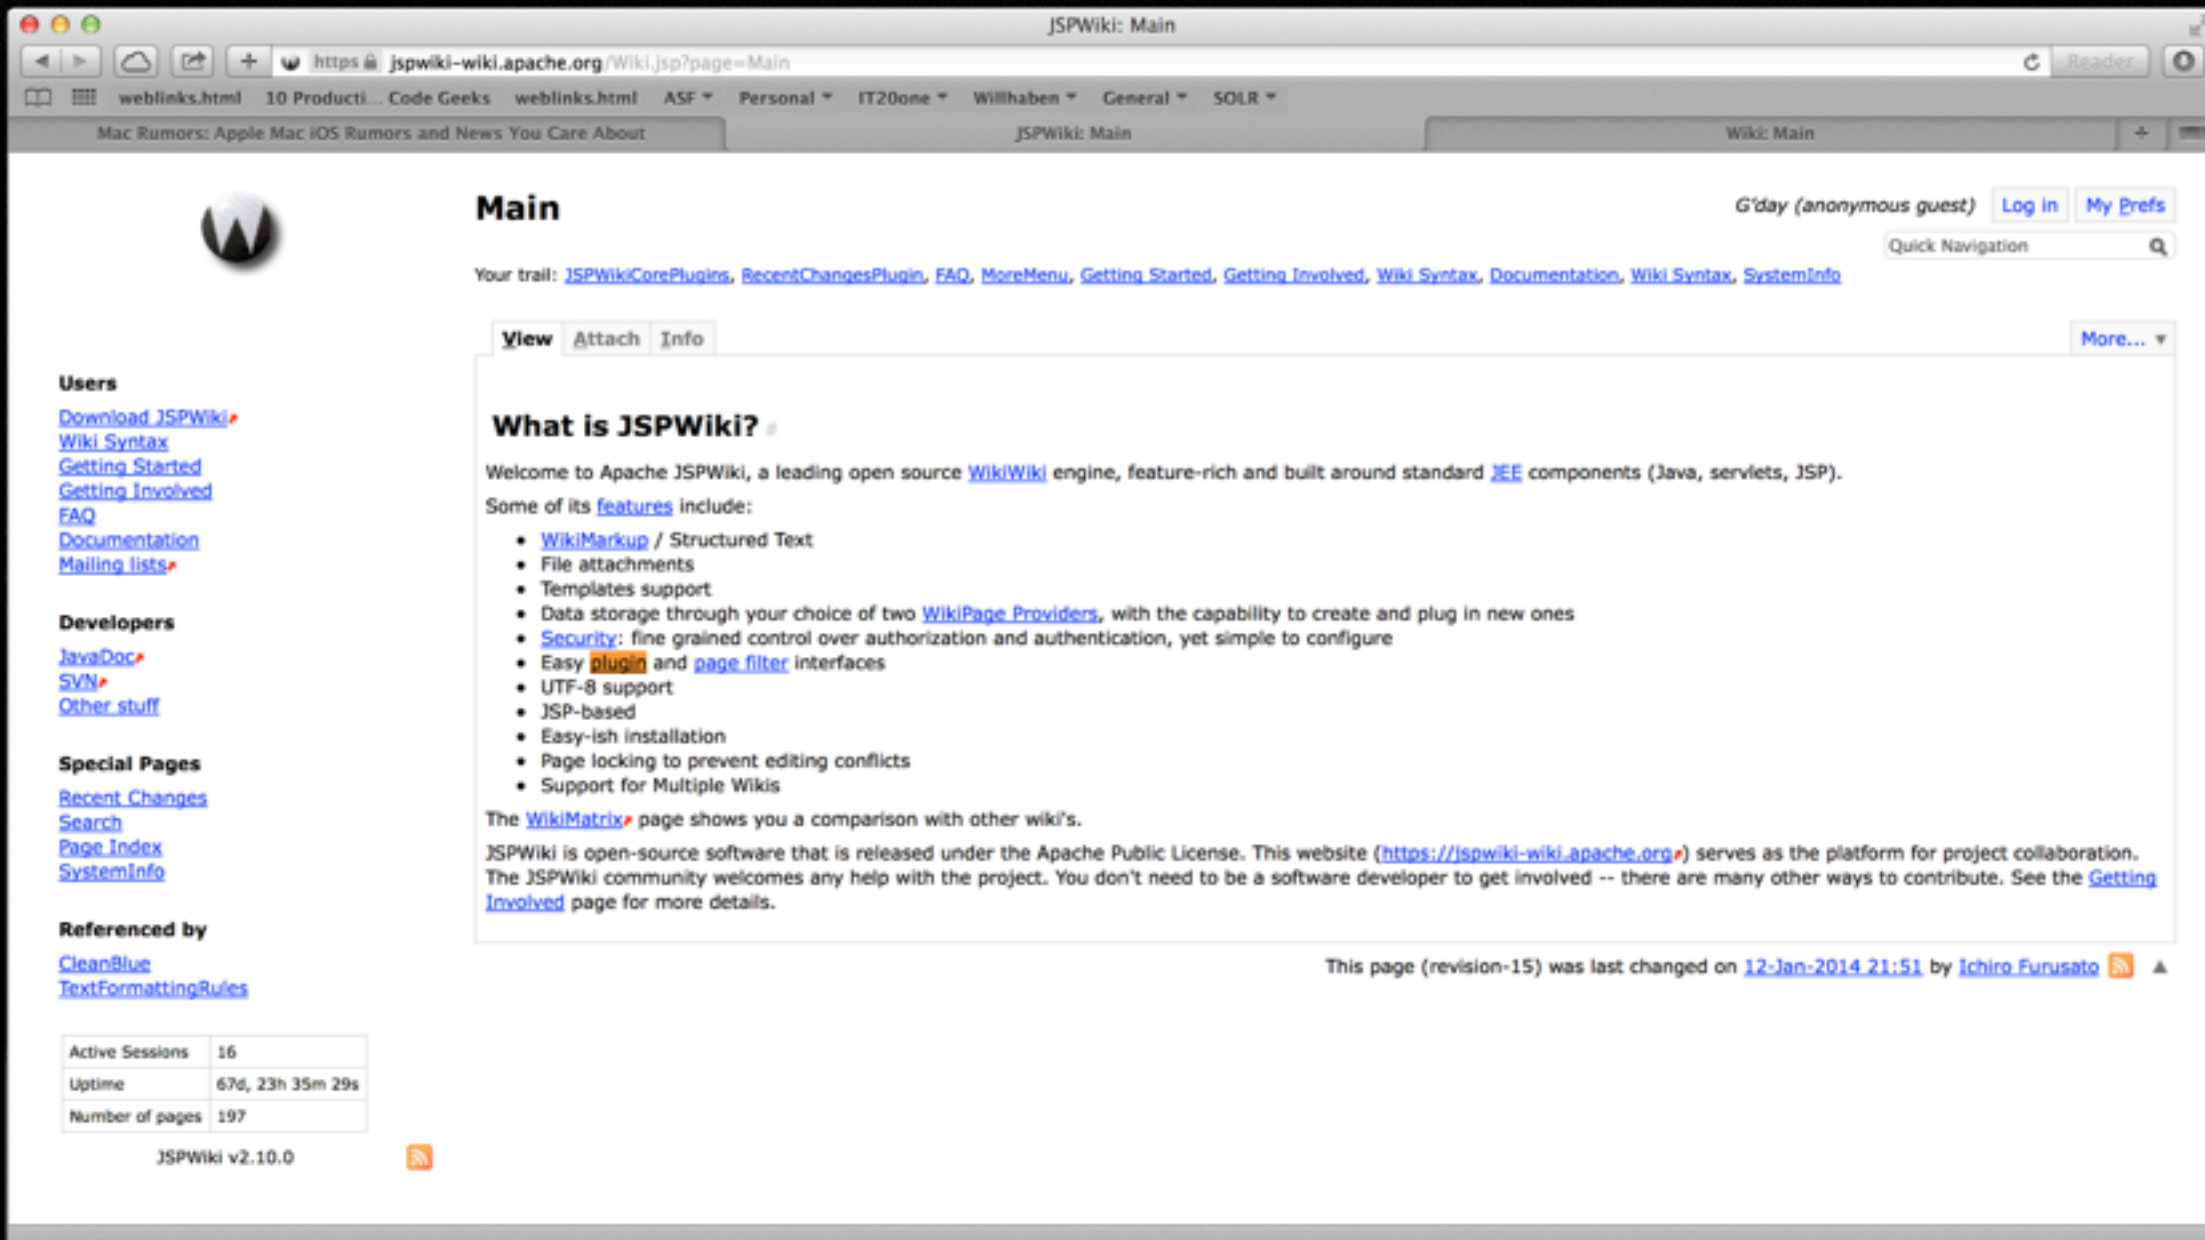 JSPWiki: Main
https jspwiki-wiki.apache.org/Wiki.jsp?page=Main
Reader
weblinks.html 10 Producti... Code Geeks weblinks.html ASF Personal IT20one Willhaben General SOLR
Mac Rumors: Apple Mac iOS Rumors and News You Care About
JSPWiki: Main
Wiki: Main
W
Main
G'day (anonymous guest) Log in My Prefs
Quick Navigation
Your trail: JSPWikiCorePlugins, RecentChangesPlugin, FAQ, MoreMenu, Getting Started, Getting Involved, Wiki Syntax, Documentation, Wiki Syntax, SystemInfo
View Attach Info
More...
Users
Download JSPWiki
Wiki Syntax
Getting Started
Getting Involved
FAQ
Documentation
Mailing lists
Developers
JavaDoc
SVN
Other stuff
Special Pages
Recent Changes
Search
Page Index
SystemInfo
Referenced by
CleanBlue
TextFormattingRules
Active Sessions 16
Uptime 67d, 23h 35m 29s
Number of pages 197
JSPWiki v2.10.0
What is JSPWiki? #
Welcome to Apache JSPWiki, a leading open source WikiWiki engine, feature-rich and built around standard JEE components (Java, servlets, JSP).
Some of its features include:
• WikiMarkup / Structured Text
• File attachments
• Templates support
• Data storage through your choice of two WikiPage Providers, with the capability to create and plug in new ones
• Security: fine grained control over authorization and authentication, yet simple to configure
• Easy plugin and page filter interfaces
• UTF-8 support
• JSP-based
• Easy-ish installation
• Page locking to prevent editing conflicts
• Support for Multiple Wikis
The WikiMatrix page shows you a comparison with other wiki's.
JSPWiki is open-source software that is released under the Apache Public License. This website (https://jspwiki-wiki.apache.org) serves as the platform for project collaboration.
The JSPWiki community welcomes any help with the project. You don't need to be a software developer to get involved -- there are many other ways to contribute. See the Getting
Involved page for more details.
This page (revision-15) was last changed on 12-Jan-2014 21:51 by Ichiro Furusato